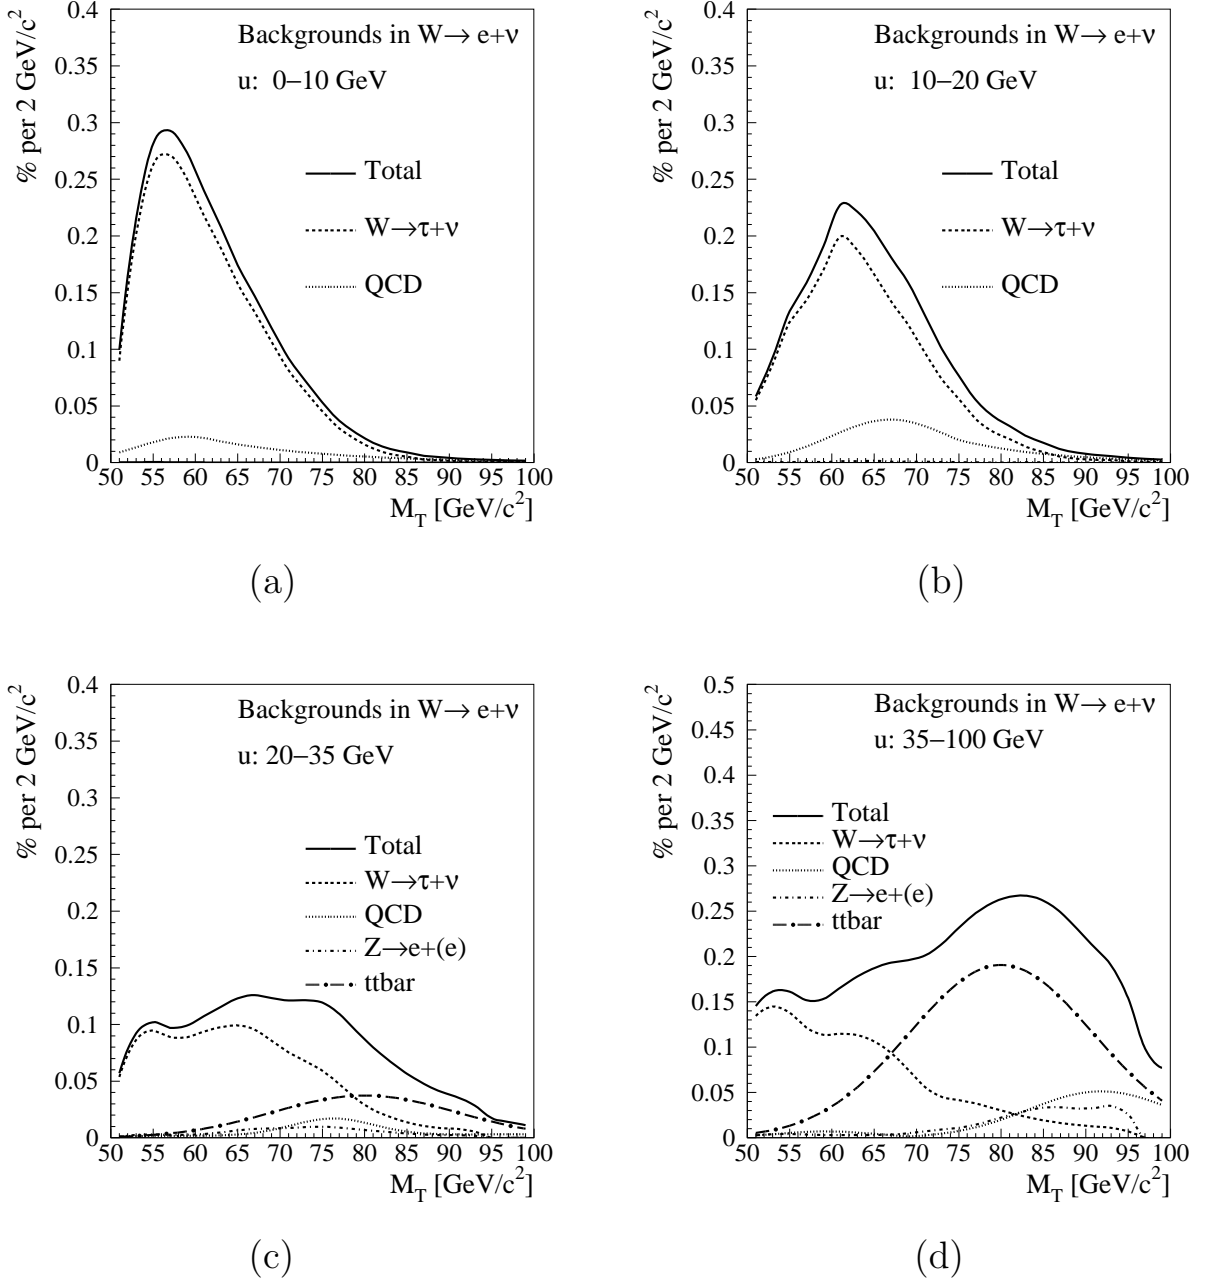 % per 2 GeV/c²
0.4
0.35
0.3
0.25
0.2
0.15
0.1
0.05
0
Backgrounds in W→ e+ν
u: 0–10 GeV
Total
W→τ+ν
QCD
50 55 60 65 70 75 80 85 90 95 100
M_T [GeV/c²]
(a)
% per 2 GeV/c²
0.4
0.35
0.3
0.25
0.2
0.15
0.1
0.05
0
Backgrounds in W→ e+ν
u: 10–20 GeV
Total
W→τ+ν
QCD
50 55 60 65 70 75 80 85 90 95 100
M_T [GeV/c²]
(b)
% per 2 GeV/c²
0.4
0.35
0.3
0.25
0.2
0.15
0.1
0.05
0
Backgrounds in W→ e+ν
u: 20–35 GeV
Total
W→τ+ν
QCD
Z→e+(e)
ttbar
50 55 60 65 70 75 80 85 90 95 100
M_T [GeV/c²]
(c)
% per 2 GeV/c²
0.5
0.45
0.4
0.35
0.3
0.25
0.2
0.15
0.1
0.05
0
Backgrounds in W→ e+ν
u: 35–100 GeV
Total
W→τ+ν
QCD
Z→e+(e)
ttbar
50 55 60 65 70 75 80 85 90 95 100
M_T [GeV/c²]
(d)